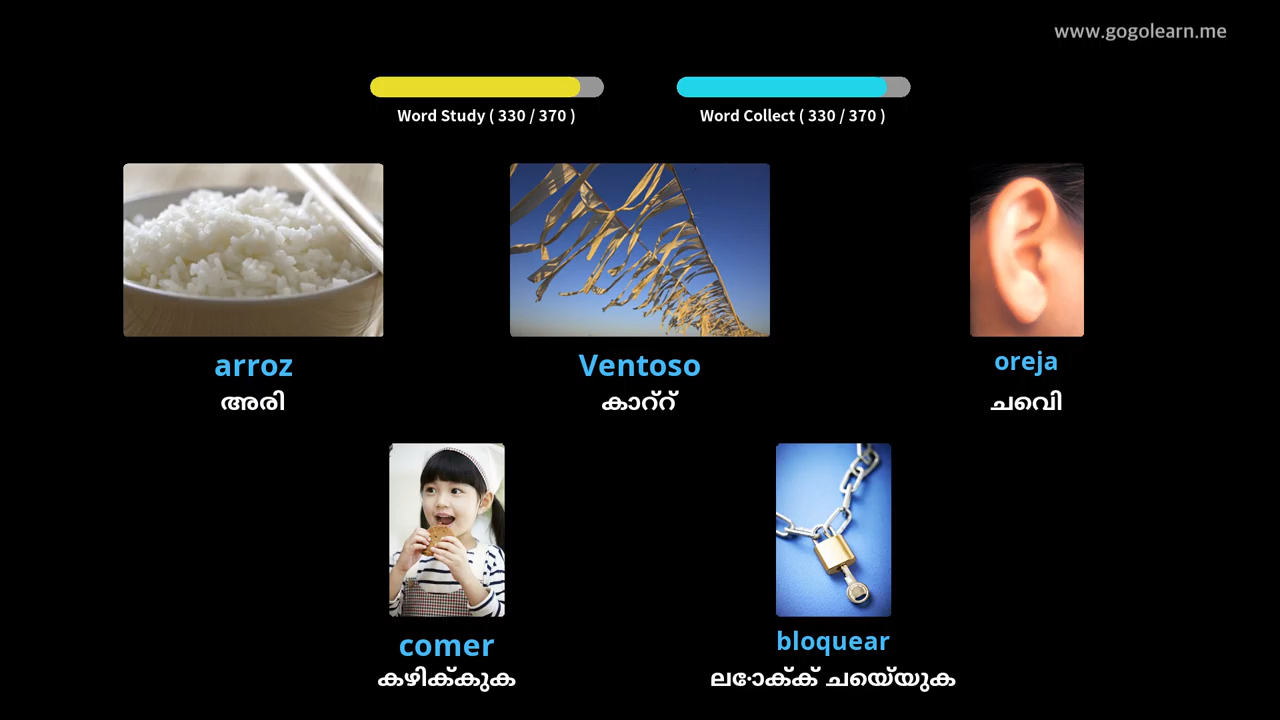 www.gogolearn.me
Word Study ( 330 / 370 )
Word Collect ( 330 / 370 )
arroz
Ventoso
oreja
അരി
കാറ്റ്
ചെവി
comer
bloquear
കഴിക്കുക
ലോക്ക് ചെയ്യുക